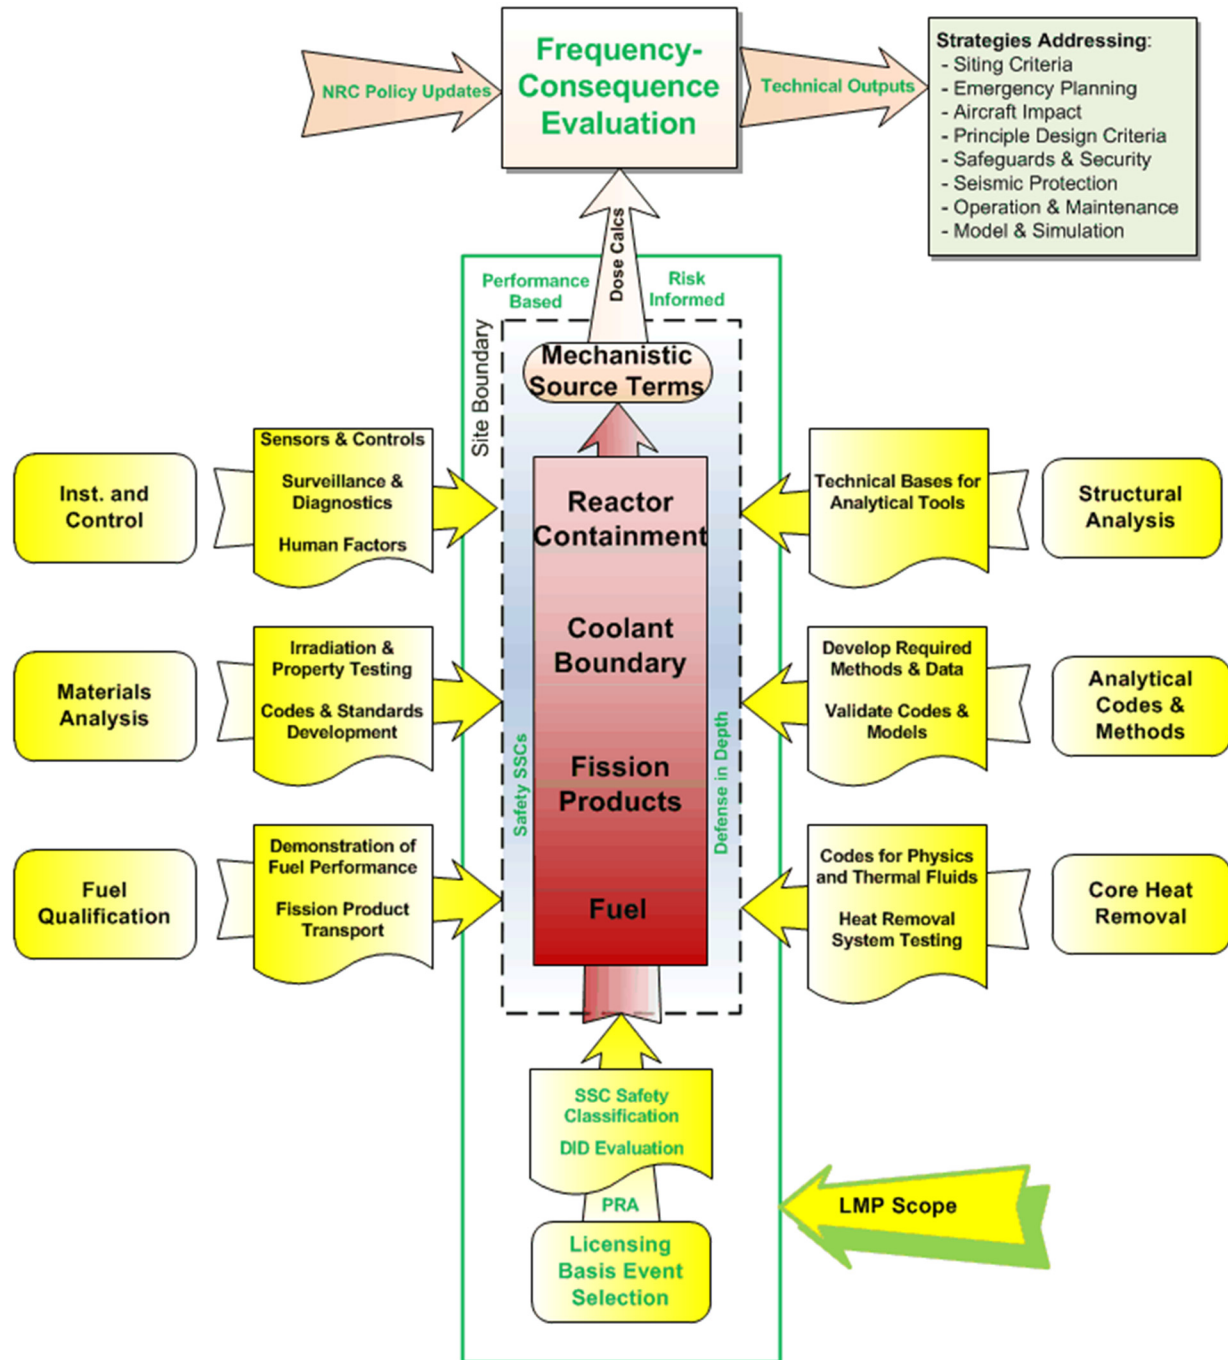 NRC Policy Updates
Frequency-
Consequence
Evaluation
Technical Outputs
Strategies Addressing:
- Siting Criteria
- Emergency Planning
- Aircraft Impact
- Principle Design Criteria
- Safeguards & Security
- Seismic Protection
- Operation & Maintenance
- Model & Simulation
Dose Calcs
Performance
Based
Risk
Informed
Site Boundary
Mechanistic
Source Terms
Inst. and
Control
Sensors & Controls
Surveillance &
Diagnostics
Human Factors
Reactor
Containment
Technical Bases for
Analytical Tools
Structural
Analysis
Materials
Analysis
Irradiation &
Property Testing
Codes & Standards
Development
Coolant
Boundary
Develop Required
Methods & Data
Validate Codes &
Models
Analytical
Codes &
Methods
Safety SSCs
Fission
Products
Defense in Depth
Fuel
Qualification
Demonstration of
Fuel Performance
Fission Product
Transport
Fuel
Codes for Physics
and Thermal Fluids
Heat Removal
System Testing
Core Heat
Removal
SSC Safety
Classification
DID Evaluation
PRA
LMP Scope
Licensing
Basis Event
Selection